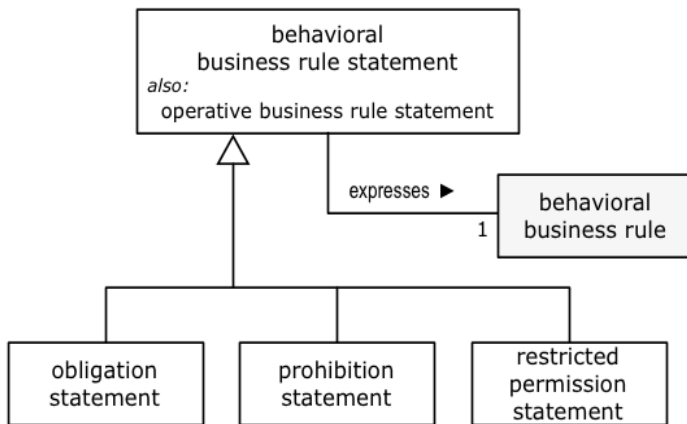 behavioral
business rule statement
also:
operative business rule statement
expresses ►
1
behavioral
business rule
obligation
statement
prohibition
statement
restricted
permission
statement